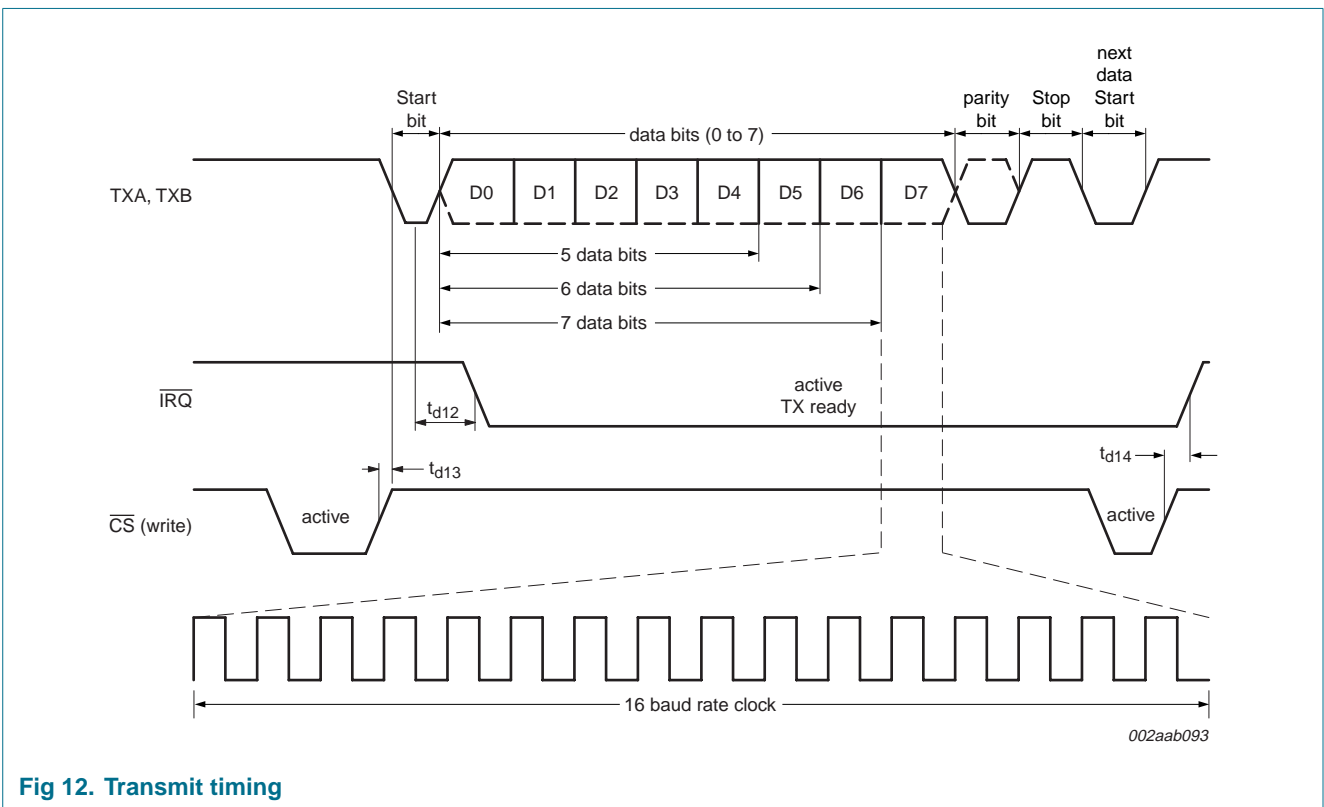 next
data
Start
bit
Start
bit
parity
bit
Stop
bit
data bits (0 to 7)
TXA, TXB
D0 D1 D2 D3 D4 D5 D6 D7
5 data bits
6 data bits
7 data bits
IRQ
active
TX ready
td12
td14
td13
CS (write)
active
active
16 baud rate clock
002aab093
Fig 12. Transmit timing